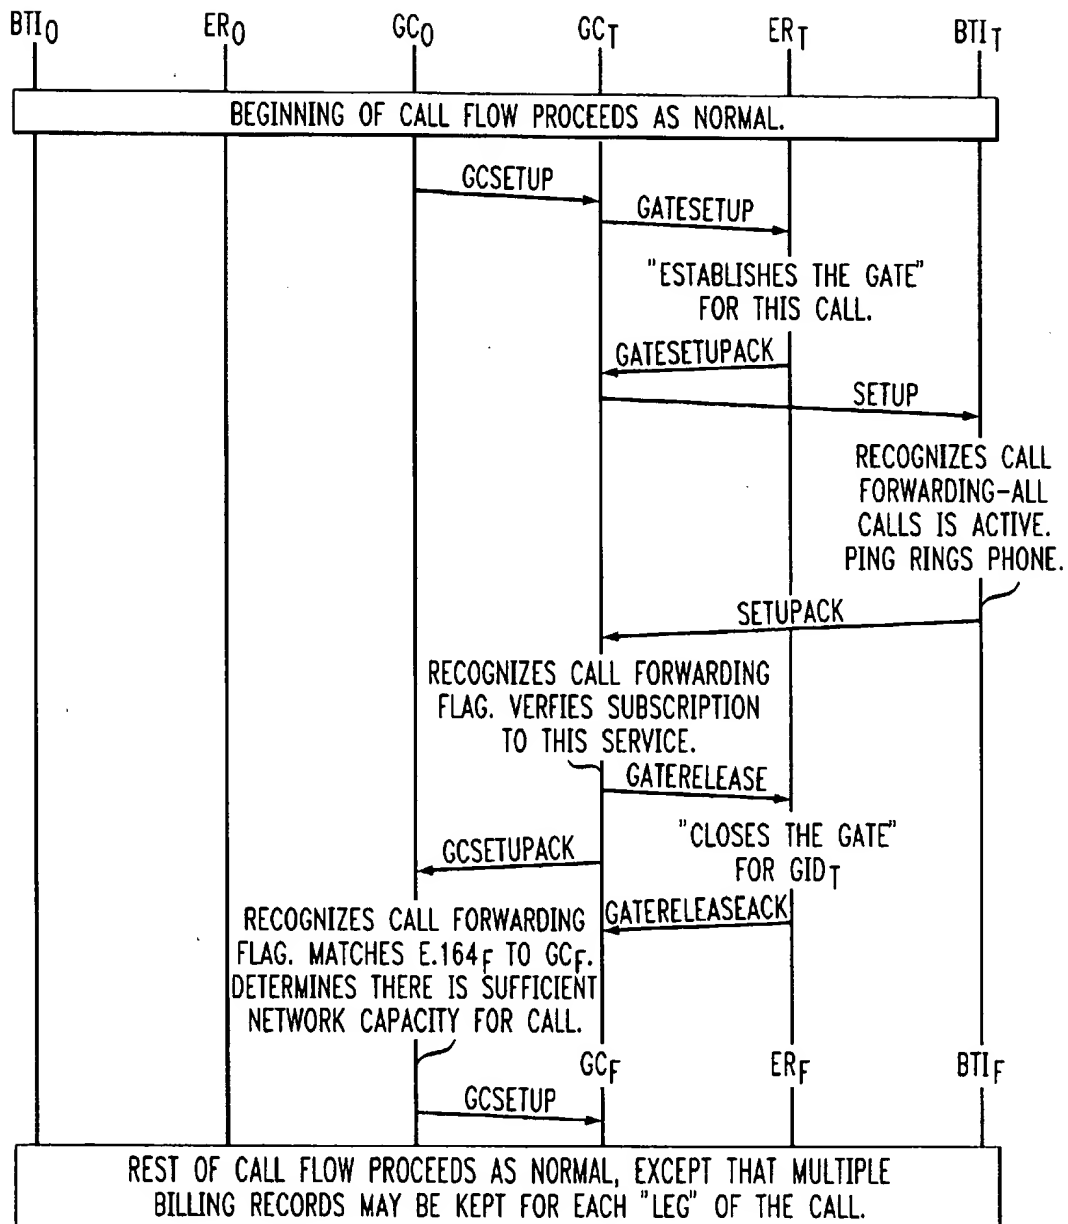 BTIO ERO GCO GCT ERT BTIT
BEGINNING OF CALL FLOW PROCEEDS AS NORMAL.
GCSETUP
GATESETUP
"ESTABLISHES THE GATE"
FOR THIS CALL.
GATESETUPACK
SETUP
RECOGNIZES CALL
FORWARDING-ALL
CALLS IS ACTIVE.
PING RINGS PHONE.
SETUPACK
RECOGNIZES CALL FORWARDING
FLAG. VERFIES SUBSCRIPTION
TO THIS SERVICE.
GATERELEASE
"CLOSES THE GATE"
FOR GIDT
GCSETUPACK
GATERELEASEACK
RECOGNIZES CALL FORWARDING
FLAG. MATCHES E.164F TO GCF.
DETERMINES THERE IS SUFFICIENT
NETWORK CAPACITY FOR CALL.
GCF ERF BTIF
GCSETUP
REST OF CALL FLOW PROCEEDS AS NORMAL, EXCEPT THAT MULTIPLE
BILLING RECORDS MAY BE KEPT FOR EACH "LEG" OF THE CALL.